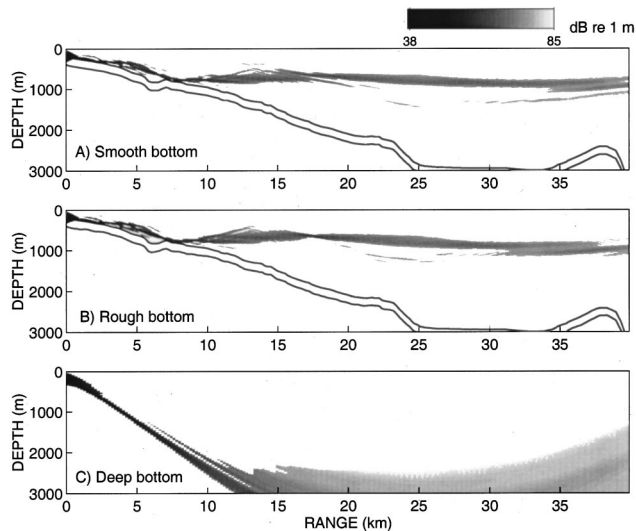 dB re 1 m
38 85
DEPTH (m)
0
1000
2000
3000
A) Smooth bottom
0 5 10 15 20 25 30 35
DEPTH (m)
0
1000
2000
3000
B) Rough bottom
0 5 10 15 20 25 30 35
DEPTH (m)
0
1000
2000
3000
C) Deep bottom
0 5 10 15 20 25 30 35
RANGE (km)